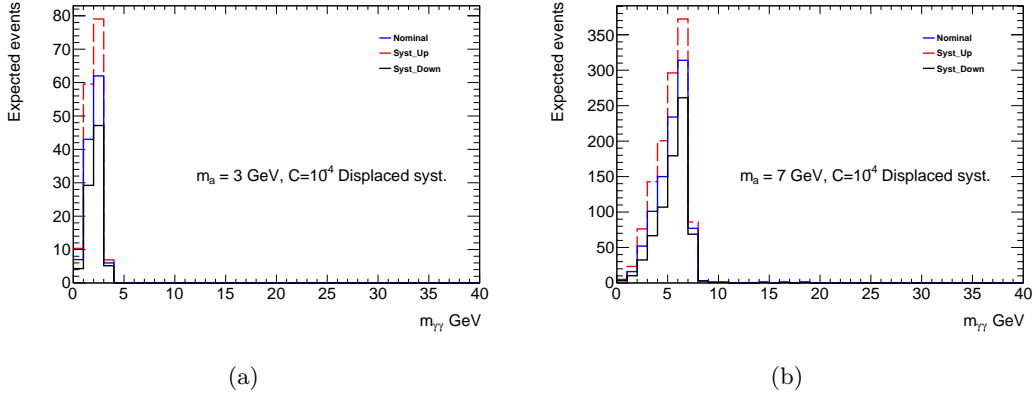 Expected events
80
70
60
50
40
30
20
10
0
0 5 10 15 20 25 30 35 40
m_γγ GeV
Nominal
Syst_Up
Syst_Down
m_a = 3 GeV, C=10^-4 Displaced syst.
(a)
Expected events
350
300
250
200
150
100
50
0
0 5 10 15 20 25 30 35 40
m_γγ GeV
Nominal
Syst_Up
Syst_Down
m_a = 7 GeV, C=10^-4 Displaced syst.
(b)